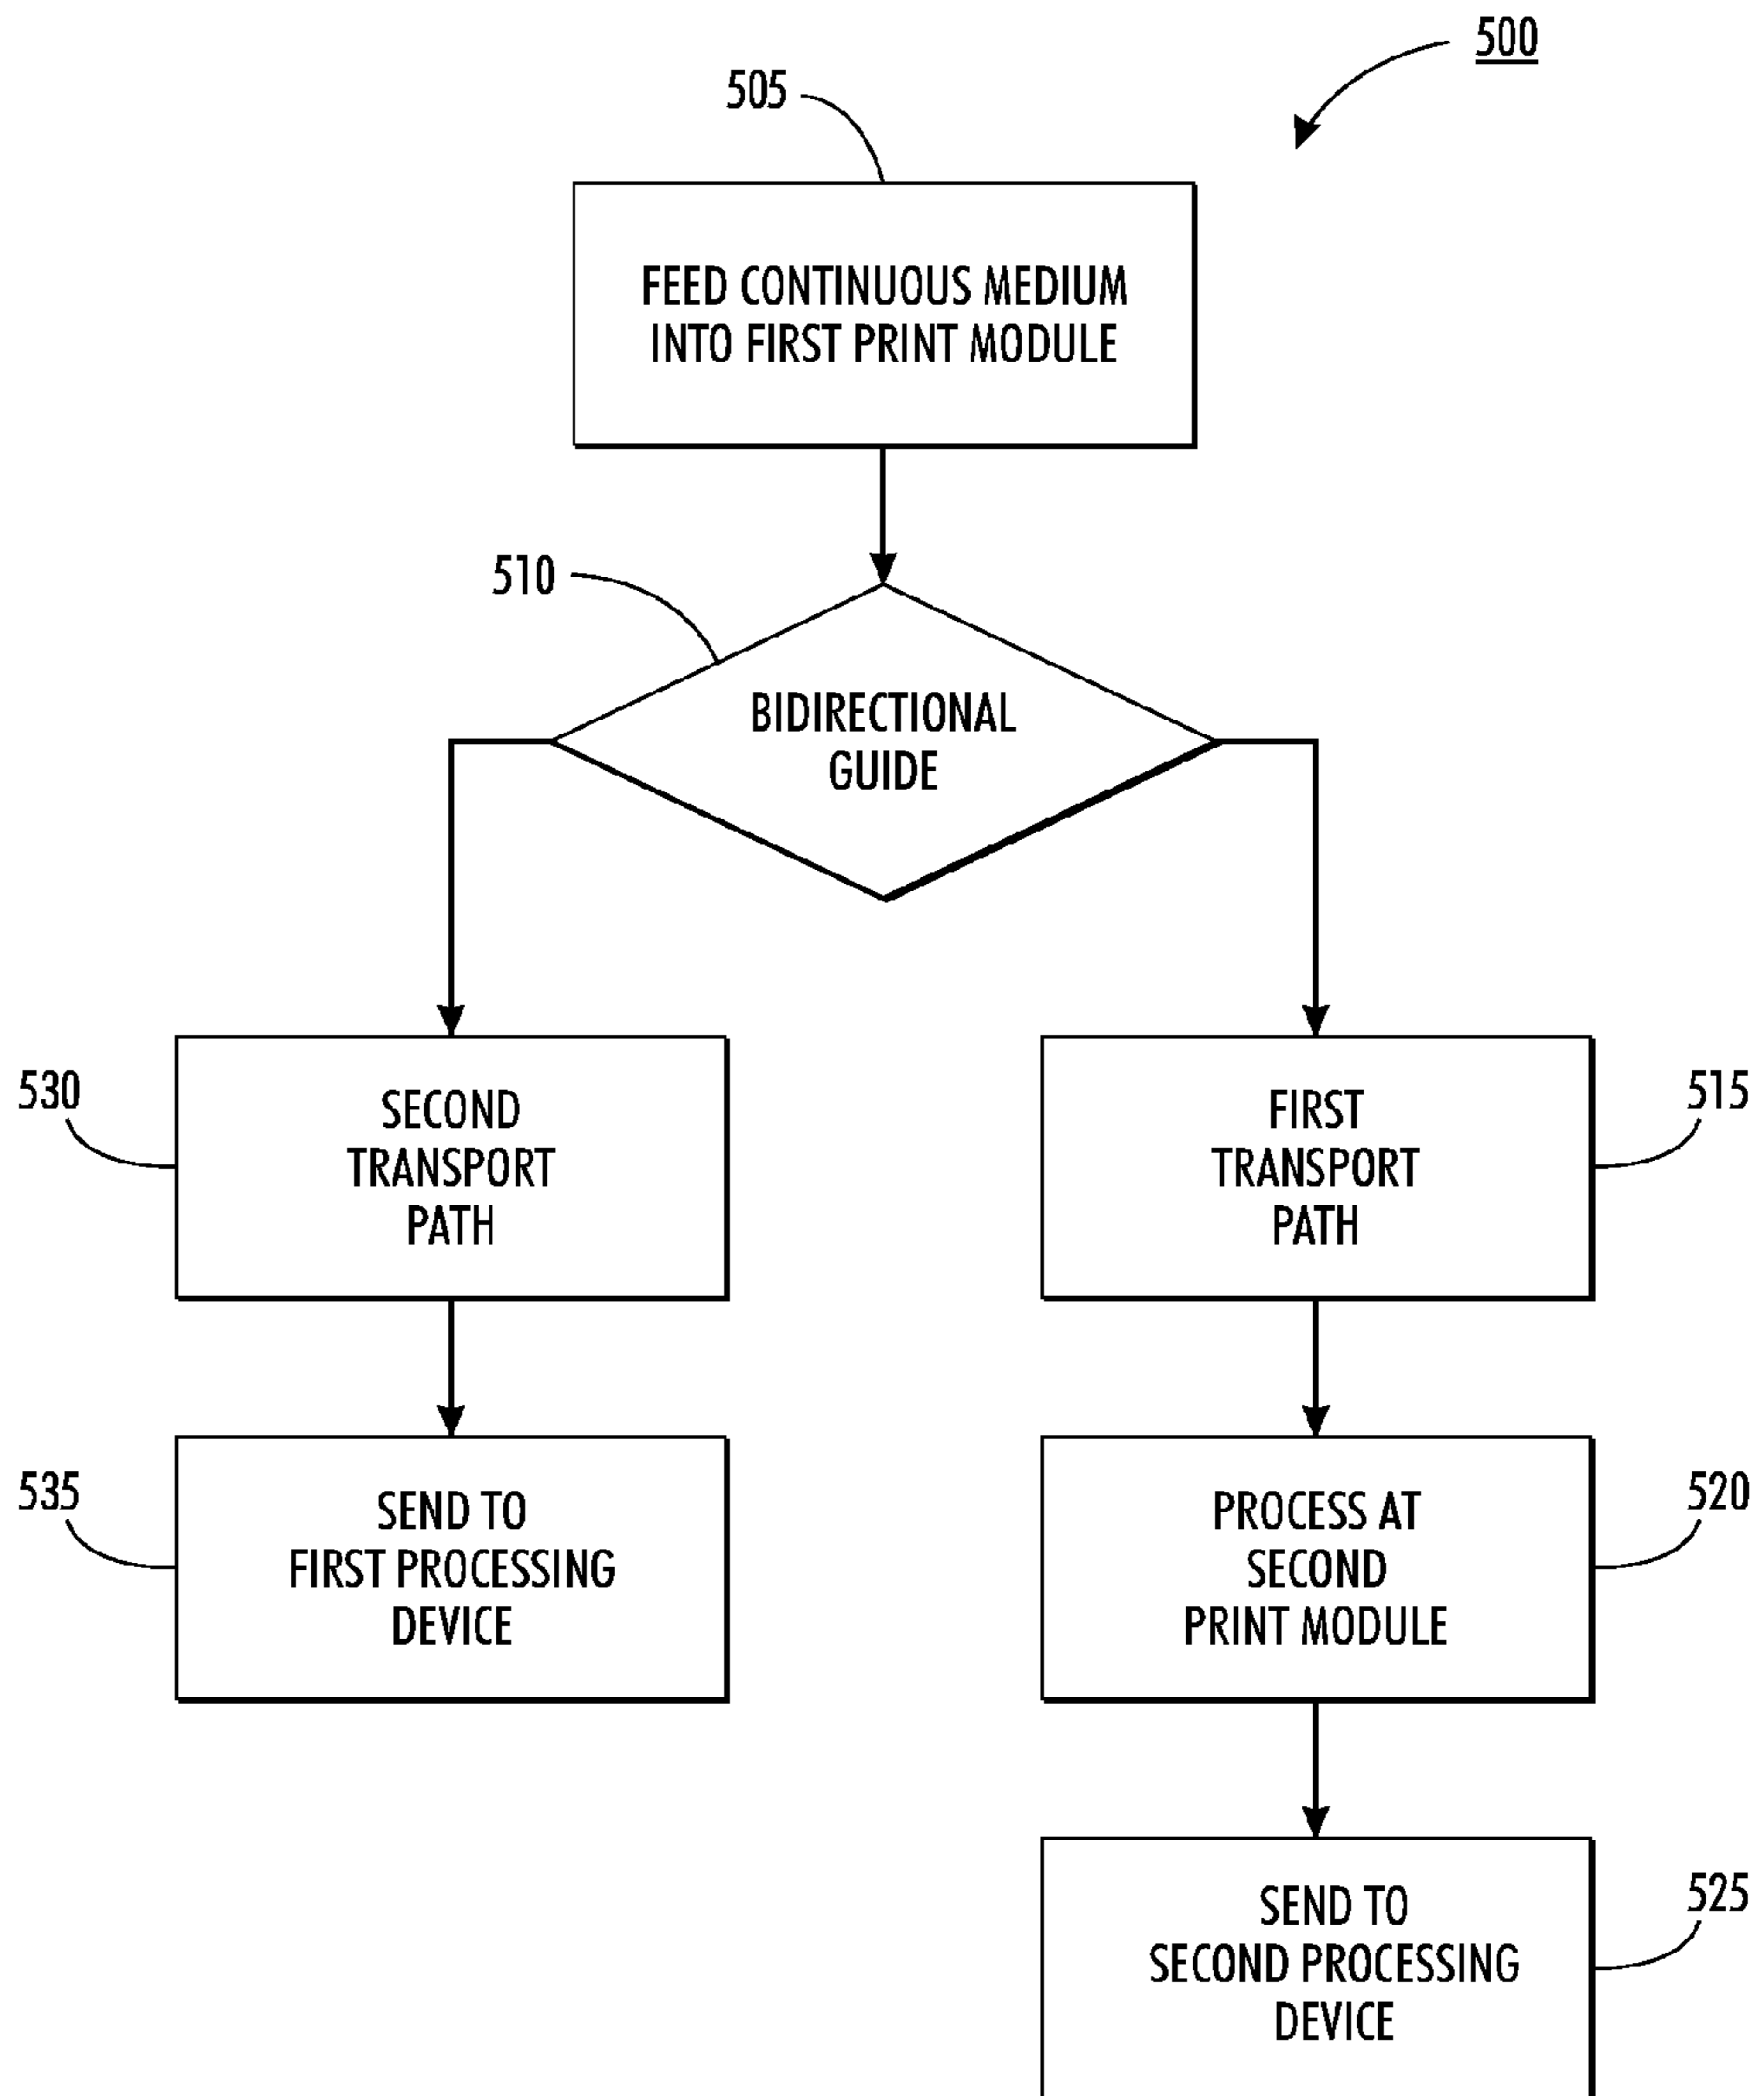 500
505
FEED CONTINUOUS MEDIUM
INTO FIRST PRINT MODULE
510
BIDIRECTIONAL
GUIDE
530
SECOND
TRANSPORT
PATH
FIRST
TRANSPORT
PATH
515
535
SEND TO
FIRST PROCESSING
DEVICE
PROCESS AT
SECOND
PRINT MODULE
520
SEND TO
SECOND PROCESSING
DEVICE
525